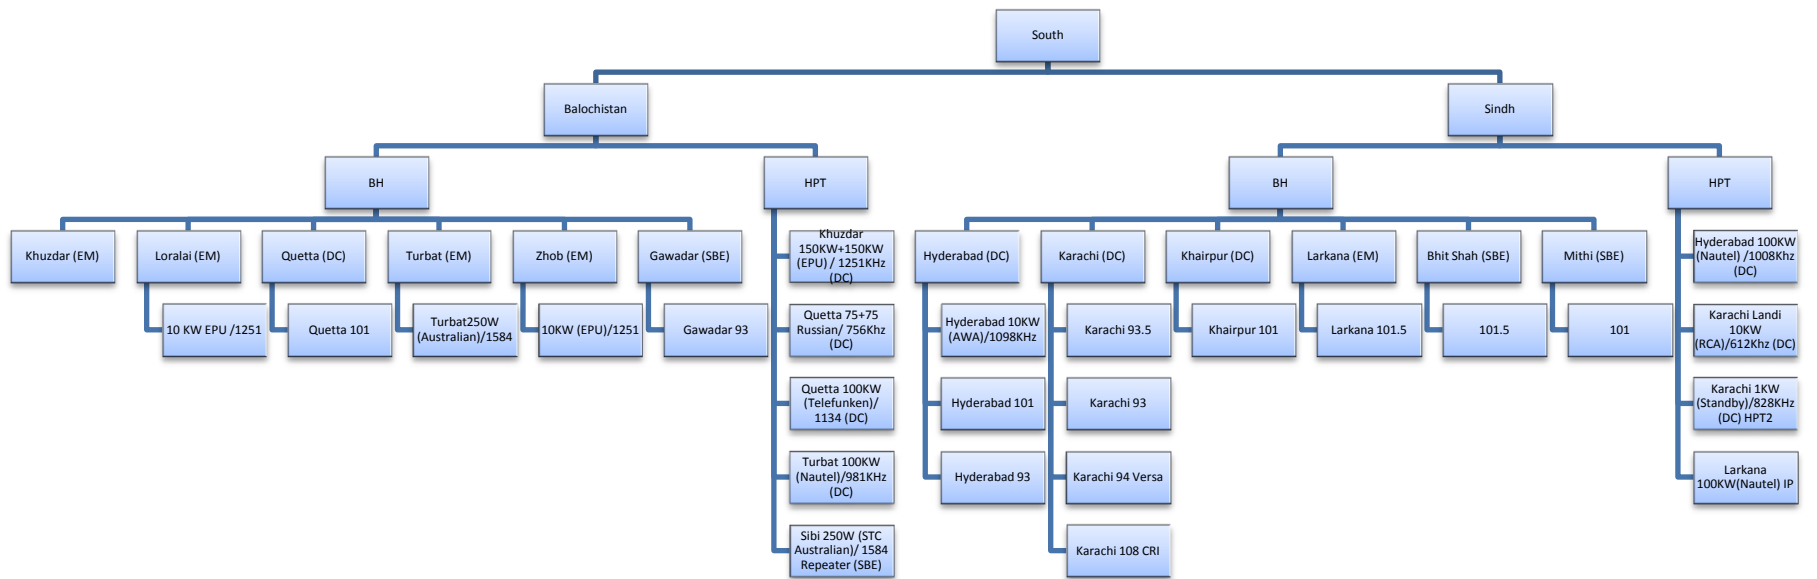 South
Balochistan
Sindh
BH
HPT
BH
HPT
Khuzdar (EM)
Loralai (EM)
Quetta (DC)
Turbat (EM)
Zhob (EM)
Gawadar (SBE)
Khuzdar
150KW+150KW
(EPU) / 1251KHz
(DC)
Hyderabad (DC)
Karachi (DC)
Khairpur (DC)
Larkana (EM)
Bhit Shah (SBE)
Mithi (SBE)
Hyderabad 100KW
(Nautel) /1008Khz
(DC)
10 KW EPU /1251
Quetta 101
Turbat250W
(Australian)/1584
10KW (EPU)/1251
Gawadar 93
Quetta 75+75
Russian/ 756Khz
(DC)
Hyderabad 10KW
(AWA)/1098KHz
Karachi 93.5
Khairpur 101
Larkana 101.5
101.5
101
Karachi Landi
10KW
(RCA)/612Khz (DC)
Quetta 100KW
(Telefunken)/
1134 (DC)
Hyderabad 101
Karachi 93
Karachi 1KW
(Standby)/828KHz
(DC) HPT2
Turbat 100KW
(Nautel)/981KHz
(DC)
Hyderabad 93
Karachi 94 Versa
Larkana
100KW(Nautel) IP
Sibi 250W (STC
Australian)/ 1584
Repeater (SBE)
Karachi 108 CRI